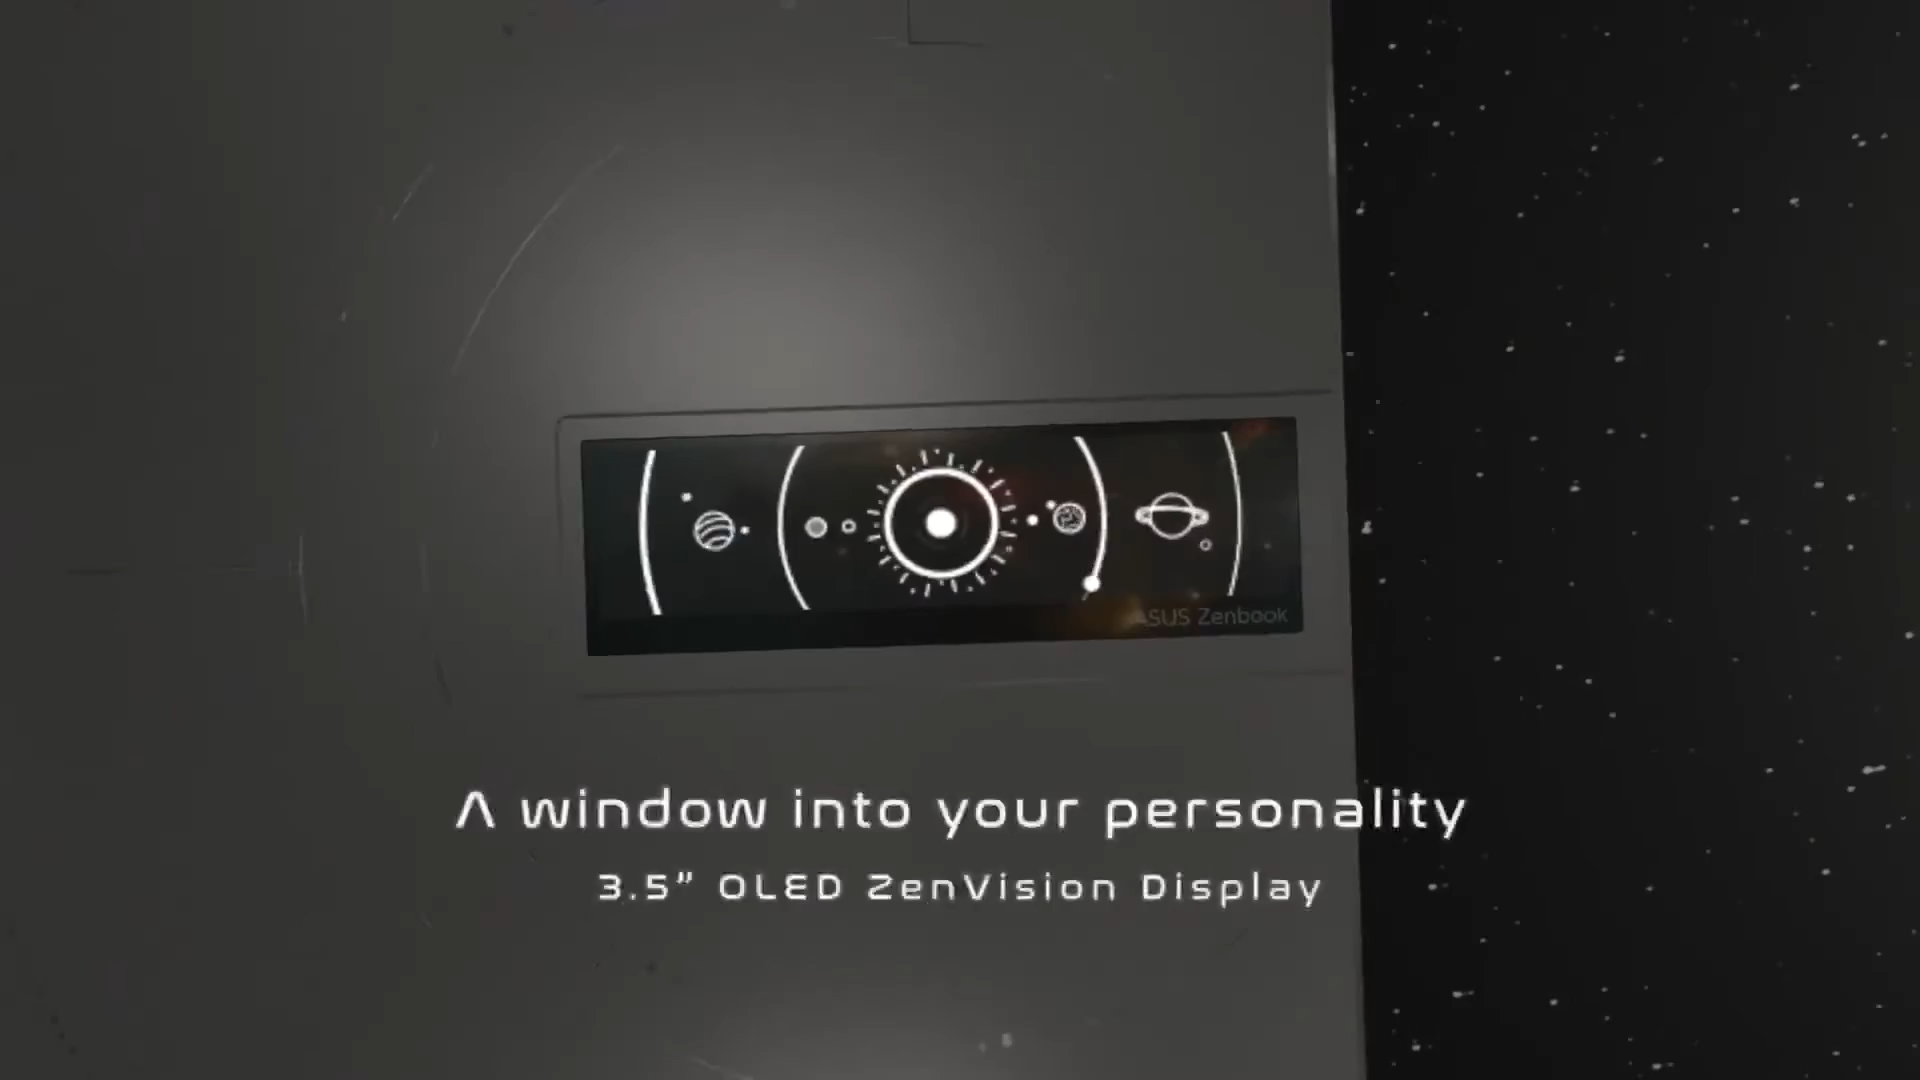 ASUS Zenbook
A window into your personality
3.5” OLED ZenVision Display